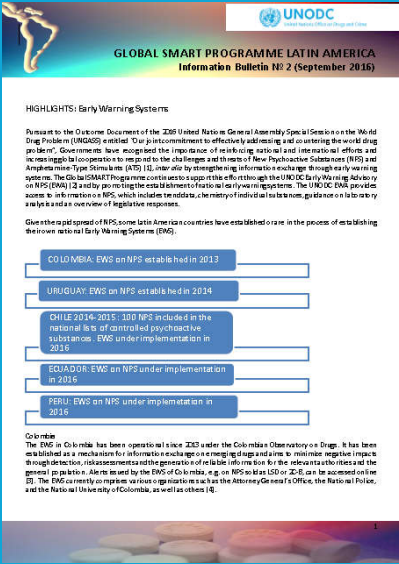 UNODC
United Nations Office on Drugs and Crime
GLOBAL SMART PROGRAMME LATIN AMERICA
Information Bulletin Nº 2 (September 2016)
HIGHLIGHTS: Early Warning Systems
Pursuant to the Outcome Document of the 2016 United Nations General Assembly Special Session on the World
Drug Problem (UNGASS) entitled "Our joint commitment to effectively addressing and countering the world drug
problem", Governments have recognised the importance of reinforcing national and international efforts and
increasing global cooperation to respond to the challenges and threats of New Psychoactive Substances (NPS) and
Amphetamine-Type Stimulants (ATS) [1], inter alia by strengthening information exchange through early warning
systems. The Global SMART Programme continues to support this effort through the UNODC Early Warning Advisory
on NPS (EWA) [2] and by promoting the establishment of national early warning systems. The UNODC EWA provides
access to information on NPS, which includes trend data, chemistry of individual substances, guidance on laboratory
analysis and an overview of legislative responses.
Given the rapid spread of NPS, some latin American countries have established or are in the process of establishing
their own national Early Warning Systems (EWS).
COLOMBIA: EWS on NPS established in 2013
URUGUAY: EWS on NPS established in 2014
CHILE 2014-2015 : 100 NPS included in the
national lists of controlled psychoactive
substances. EWS under implementation in
2016
ECUADOR: EWS on NPS under implementation
in 2016
PERU: EWS on NPS under implemetation in
2016
Colombia
The EWS in Colombia has been operational since 2013 under the Colombian Observatory on Drugs. It has been
established as a mechanism for information exchange on emerging drugs and aims to minimize negative impacts
through detection, risk assessment and the generation of reliable information for the relevant authorities and the
general population. Alerts issued by the EWS of Colombia, e.g. on NPS sold as LSD or 2C-B, can be accessed online
[3]. The EWS currently comprises various organizations such as the Attorney General's Office, the National Police,
and the National University of Colombia, as well as others [4].
1